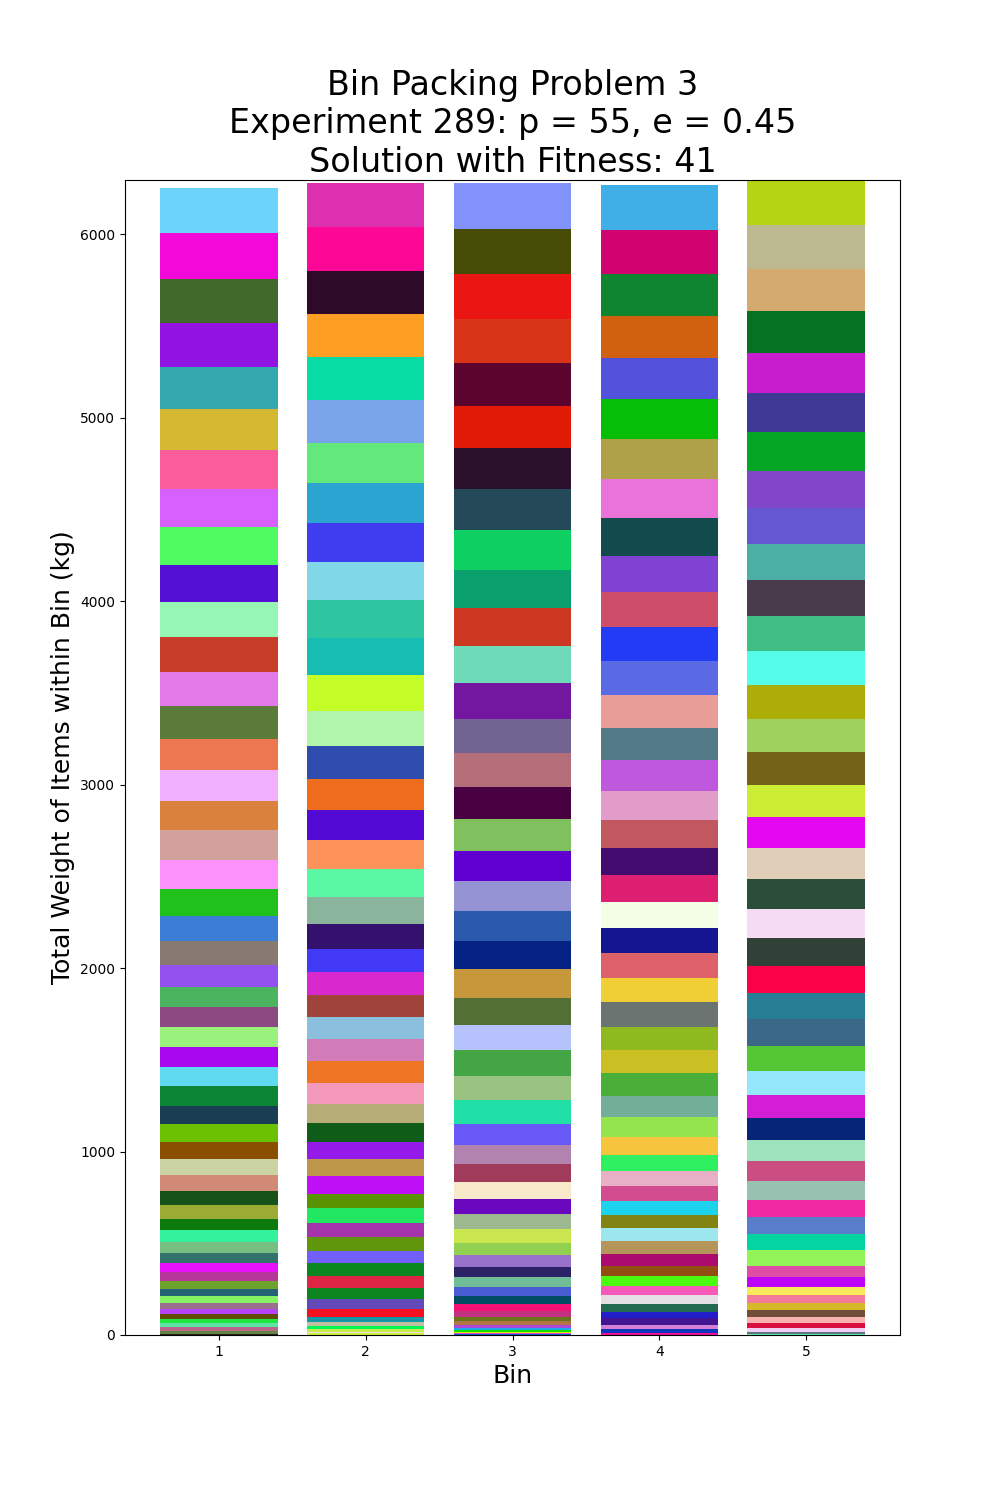 Bin Packing Problem 3
Experiment 289: p = 55, e = 0.45
Solution with Fitness: 41
Total Weight of Items within Bin (kg)
6000
5000
4000
3000
2000
1000
0
1 2 3 4 5
Bin